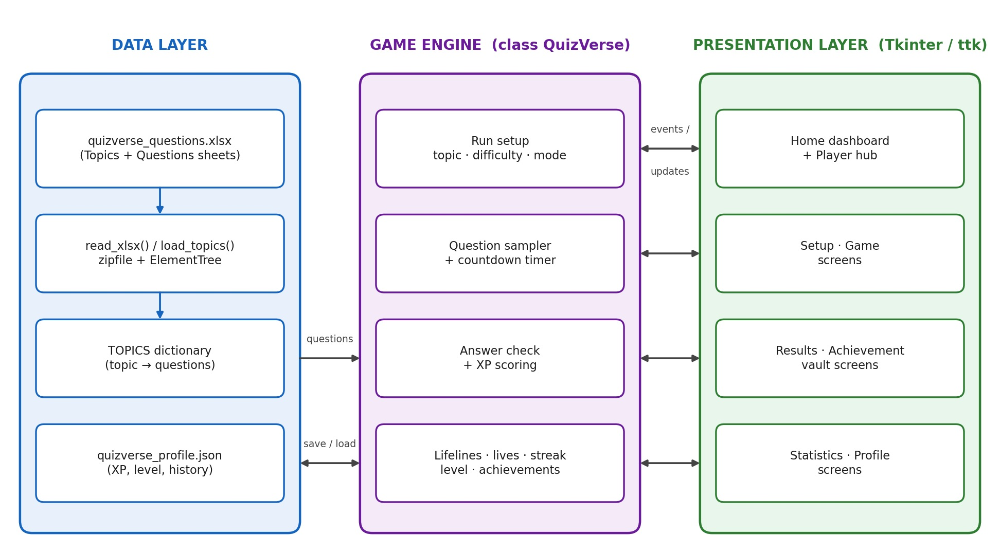 DATA LAYER
quizverse_questions.xlsx
(Topics + Questions sheets)
read_xlsx() / load_topics()
zipfile + ElementTree
TOPICS dictionary
(topic → questions)
quizverse_profile.json
(XP, level, history)
questions
save / load
GAME ENGINE  (class QuizVerse)
Run setup
topic · difficulty · mode
Question sampler
+ countdown timer
Answer check
+ XP scoring
Lifelines · lives · streak
level · achievements
events /
updates
PRESENTATION LAYER  (Tkinter / ttk)
Home dashboard
+ Player hub
Setup · Game
screens
Results · Achievement
vault screens
Statistics · Profile
screens